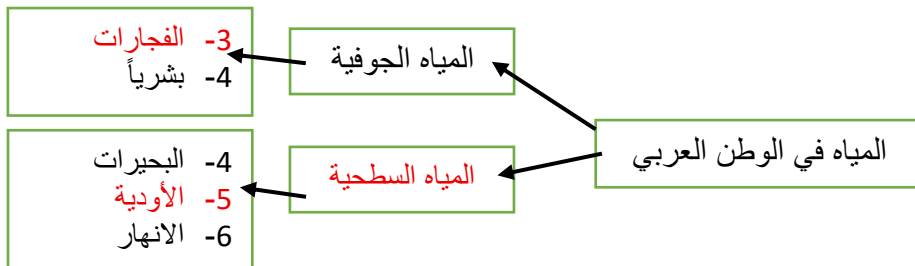 المياه في الوطن العربي
المياه الجوفية
3- الفجارات
4- بشرياً
المياه السطحية
4- البحيرات
5- الأودية
6- الانهار